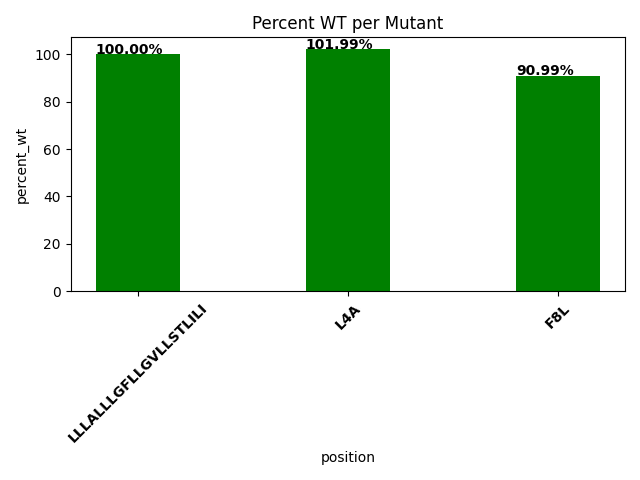 Percent WT per Mutant
100.00%
101.99%
90.99%
100
80
60
40
20
0
percent_wt
LLLALLLGFLLGVLLSTLILI
L4A
F8L
position